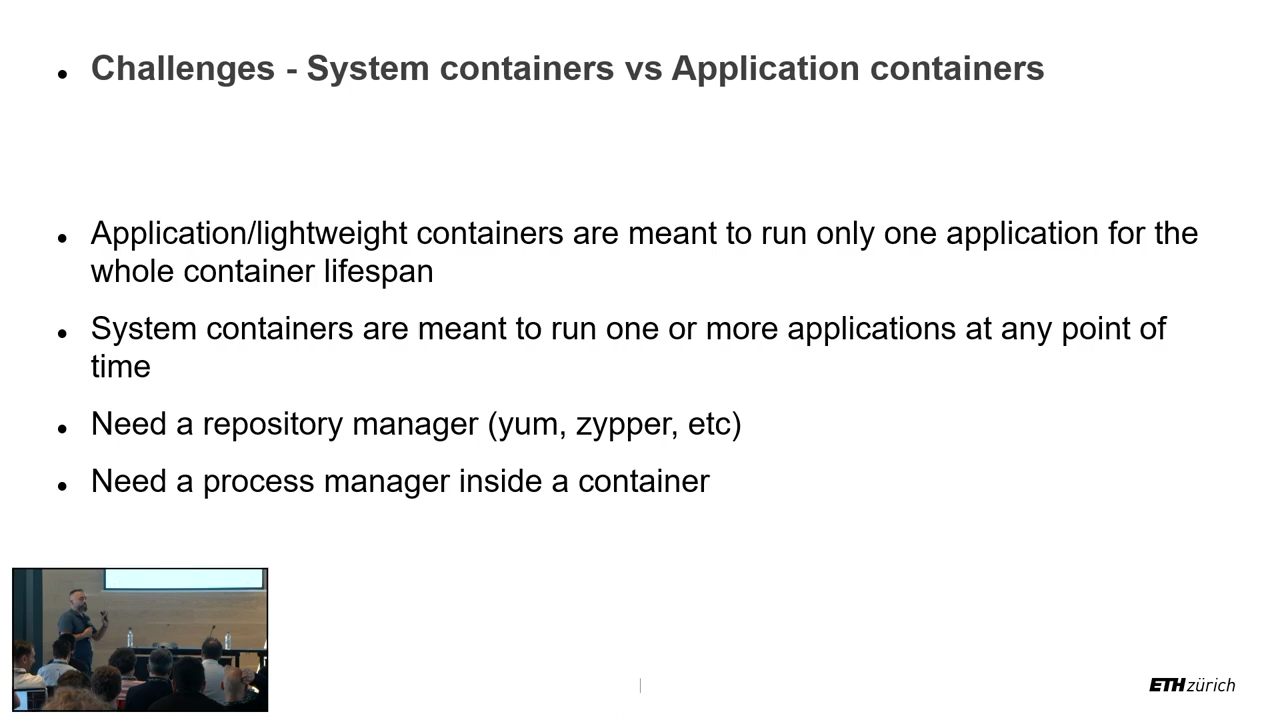 Challenges - System containers vs Application containers
Application/lightweight containers are meant to run only one application for the
whole container lifespan
System containers are meant to run one or more applications at any point of
time
Need a repository manager (yum, zypper, etc)
Need a process manager inside a container
ETH zürich